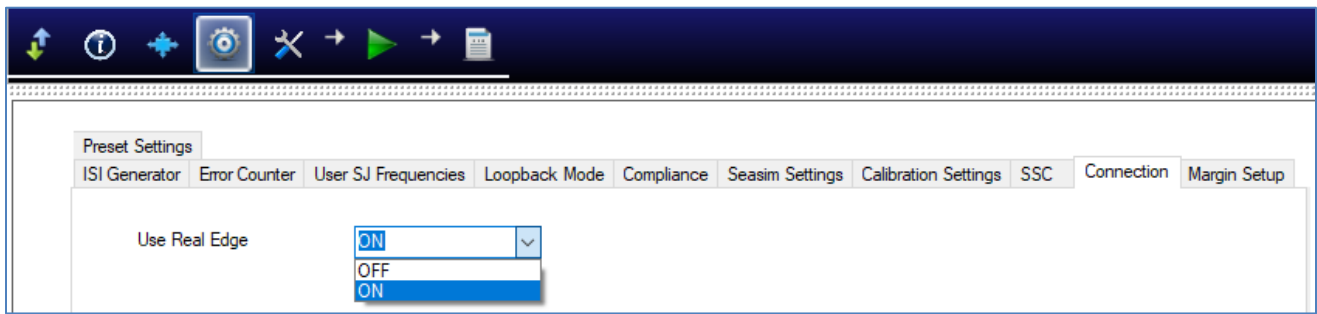 Preset Settings
ISI Generator Error Counter User SJ Frequencies Loopback Mode Compliance Seasim Settings Calibration Settings SSC Connection Margin Setup
Use Real Edge ON
OFF
ON